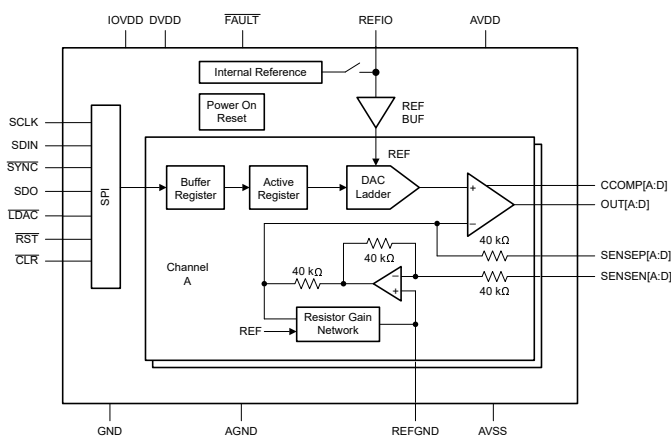 IOVDD DVDD FAULT REFIO AVDD
Internal Reference
Power On
Reset
REF
BUF
SCLK
SDIN
SYNC
SDO
LDAC
RST
CLR
SPI
REF
Buffer
Register
Active
Register
DAC
Ladder
+
–
CCOMP[A:D]
OUT[A:D]
40 kΩ
SENSEP[A:D]
40 kΩ
SENSEN[A:D]
40 kΩ
40 kΩ
–
+
Channel
A
Resistor Gain
Network
REF
GND AGND REFGND AVSS